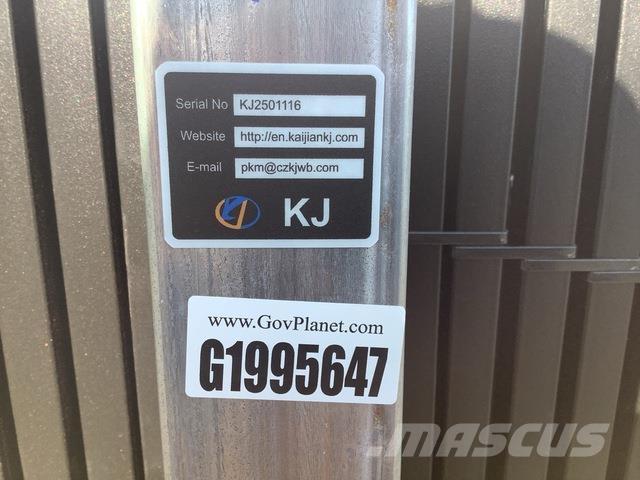 Serial No KJ2501116
Website http://en.kaijiankj.com
E-mail pkm@czkjwb.com
KJ
www.GovPlanet.com
G1995647
MASCUS